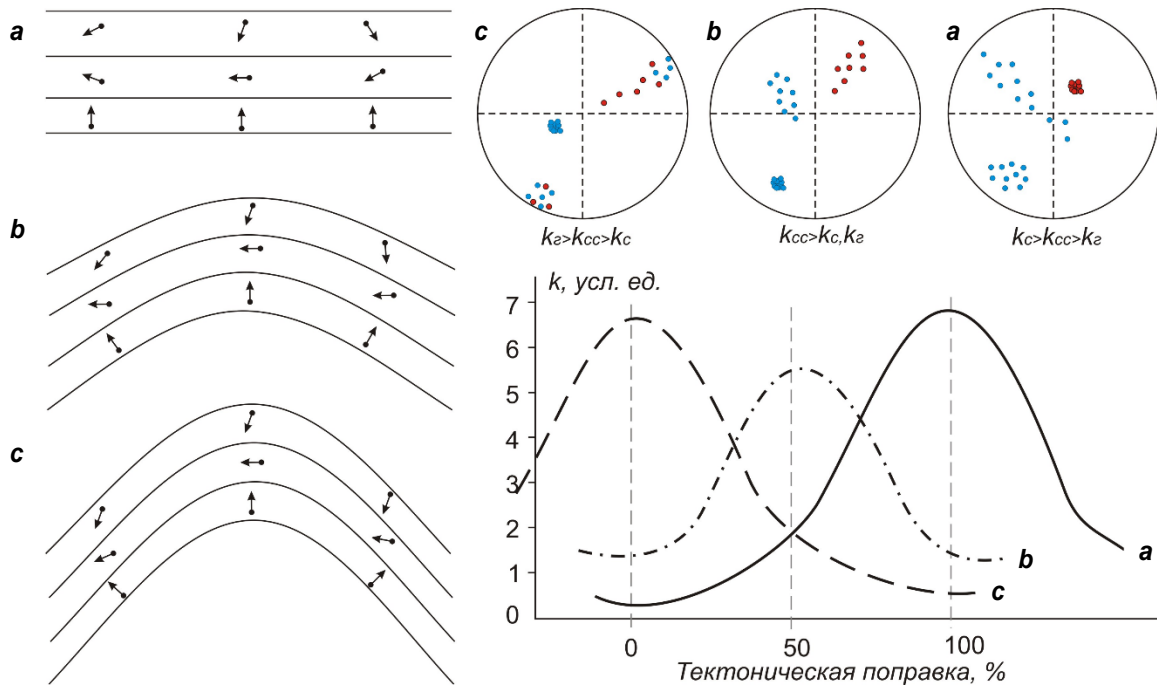 a
b
c
c
b
a
kг>kсс>kс
kсс>kс,kг
kс>kсс>kг
k, усл. ед.
7
6
5
4
3
2
1
0
b
c
a
0
50
100
Тектоническая поправка, %